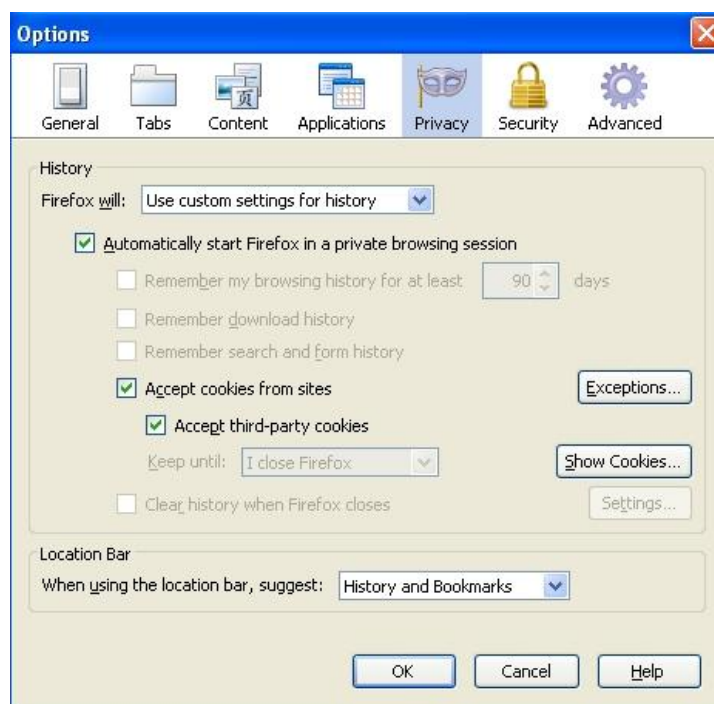 Options
General Tabs Content Applications Privacy Security Advanced
页
History
Firefox will: Use custom settings for history
Automatically start Firefox in a private browsing session
Remember my browsing history for at least 90 days
Remember download history
Remember search and form history
Accept cookies from sites Exceptions...
Accept third-party cookies
Keep until: I close Firefox Show Cookies...
Clear history when Firefox closes Settings...
Location Bar
When using the location bar, suggest: History and Bookmarks
OK Cancel Help